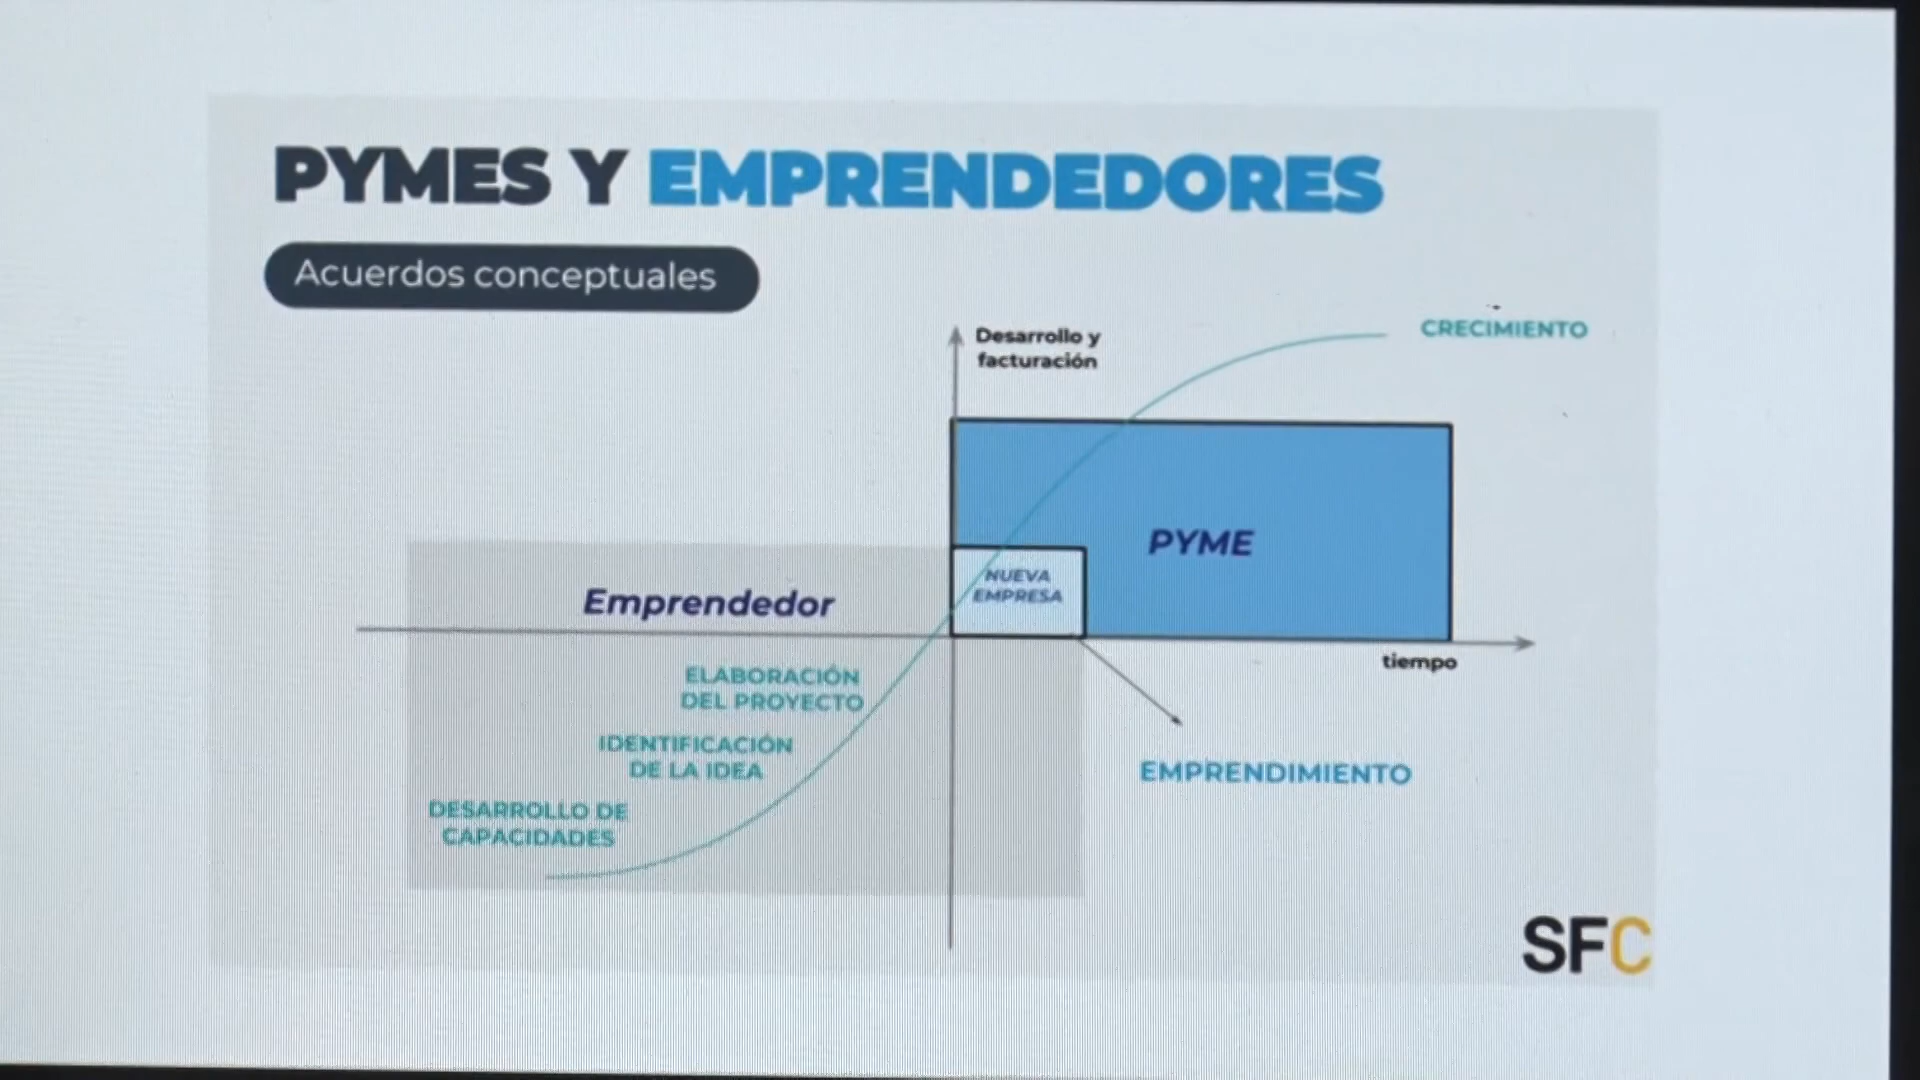 PYMES Y EMPRENDEDORES
Acuerdos conceptuales
Desarrollo y
facturación
CRECIMIENTO
PYME
NUEVA
EMPRESA
Emprendedor
tiempo
ELABORACIÓN
DEL PROYECTO
IDENTIFICACIÓN
DE LA IDEA
EMPRENDIMIENTO
DESARROLLO DE
CAPACIDADES
SFC